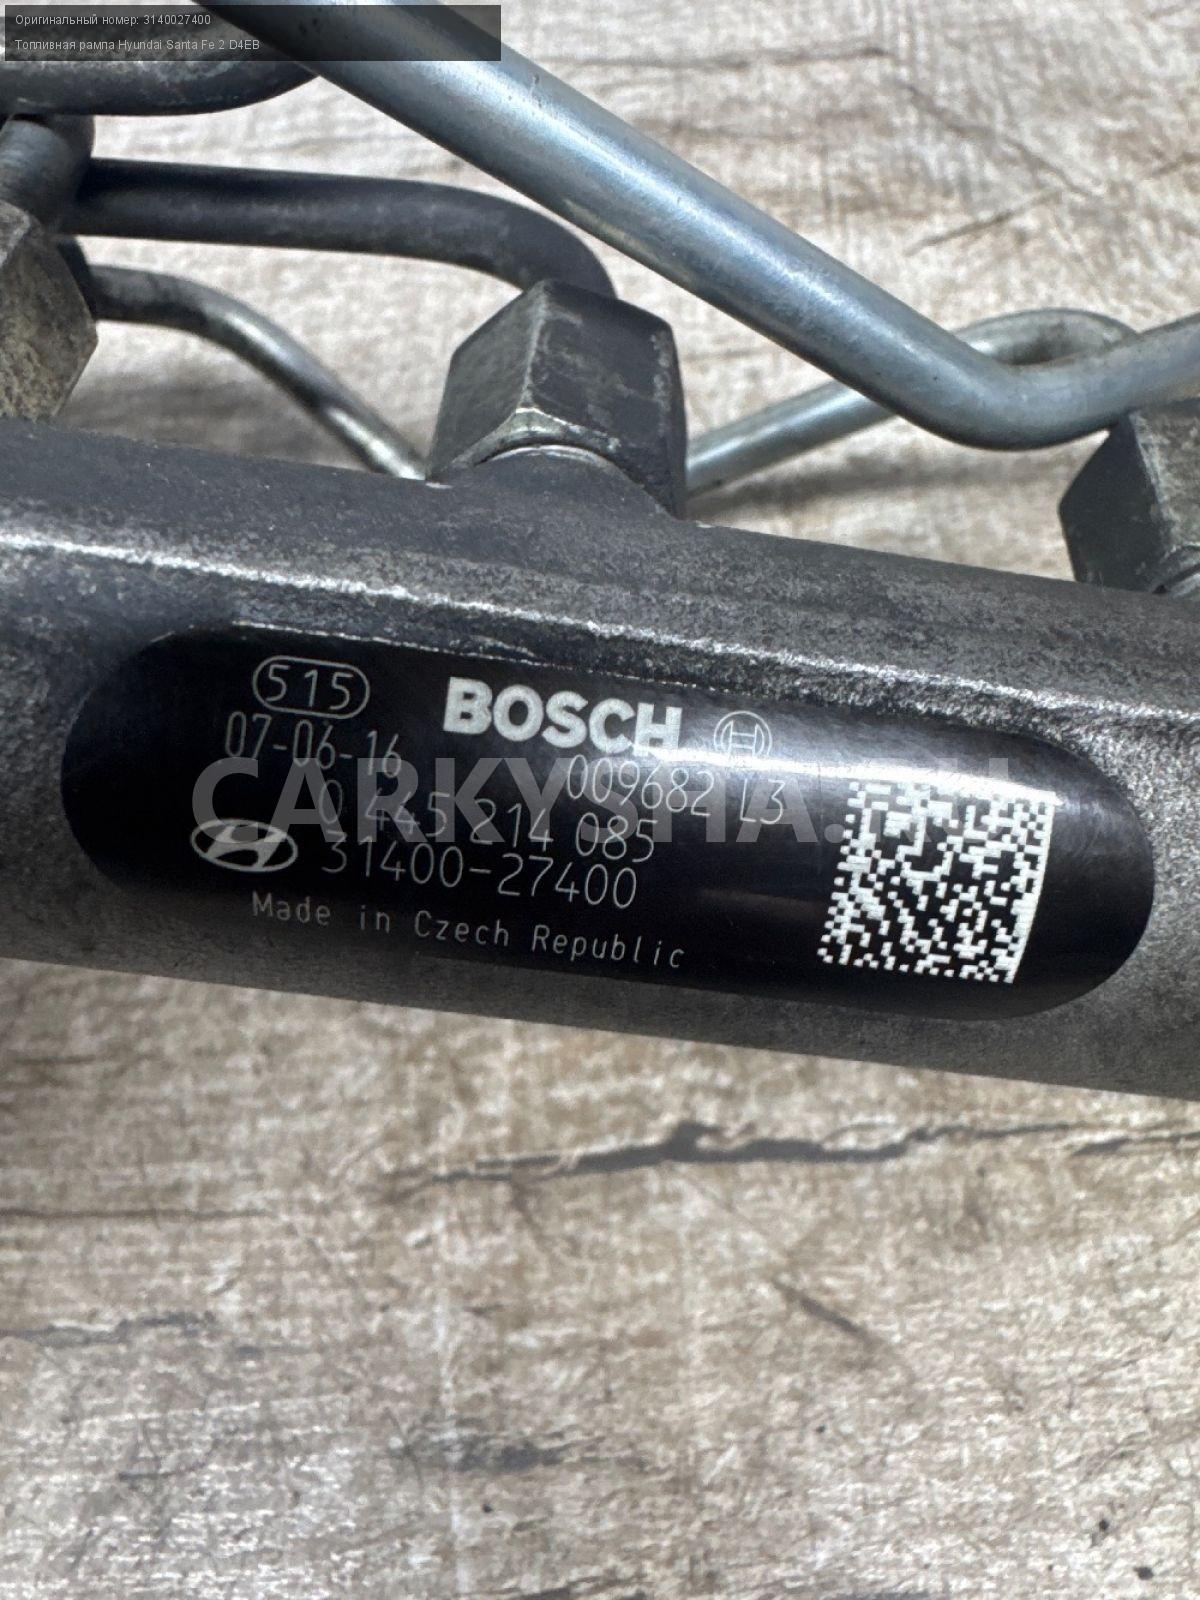 Оригинальный номер: 3140027400
Топливная рампа Hyundai Santa Fe 2 D4EB
515
BOSCH
07-06-16
009682 L3
0 445 214 085
31400-27400
Made in Czech Republic